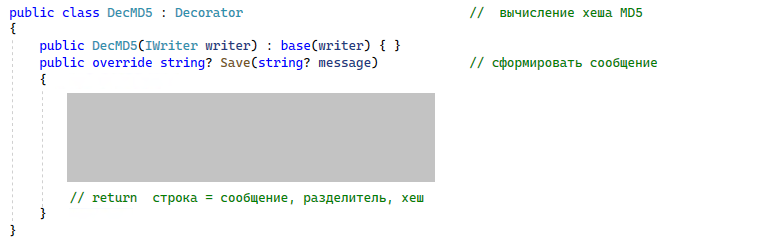 public class DecMD5 : Decorator // вычисление хеша MD5
{
public DecMD5(IWriter writer) : base(writer) { }
public override string? Save(string? message) // сформировать сообщение
{
// return строка = сообщение, разделитель, хеш
}
}